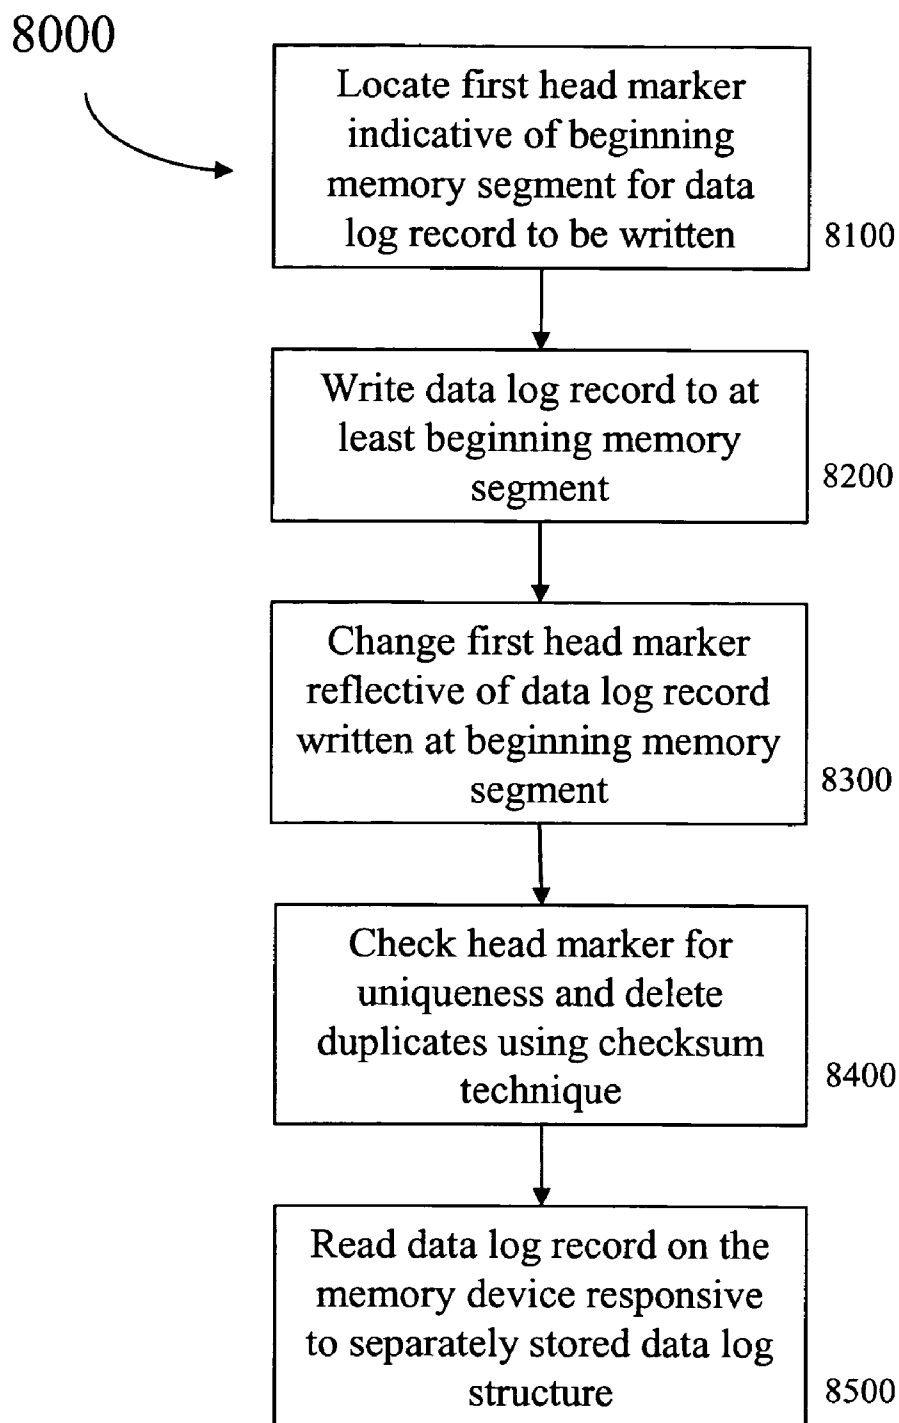 8000
Locate first head marker
indicative of beginning
memory segment for data
log record to be written
8100
Write data log record to at
least beginning memory
segment
8200
Change first head marker
reflective of data log record
written at beginning memory
segment
8300
Check head marker for
uniqueness and delete
duplicates using checksum
technique
8400
Read data log record on the
memory device responsive
to separately stored data log
structure
8500